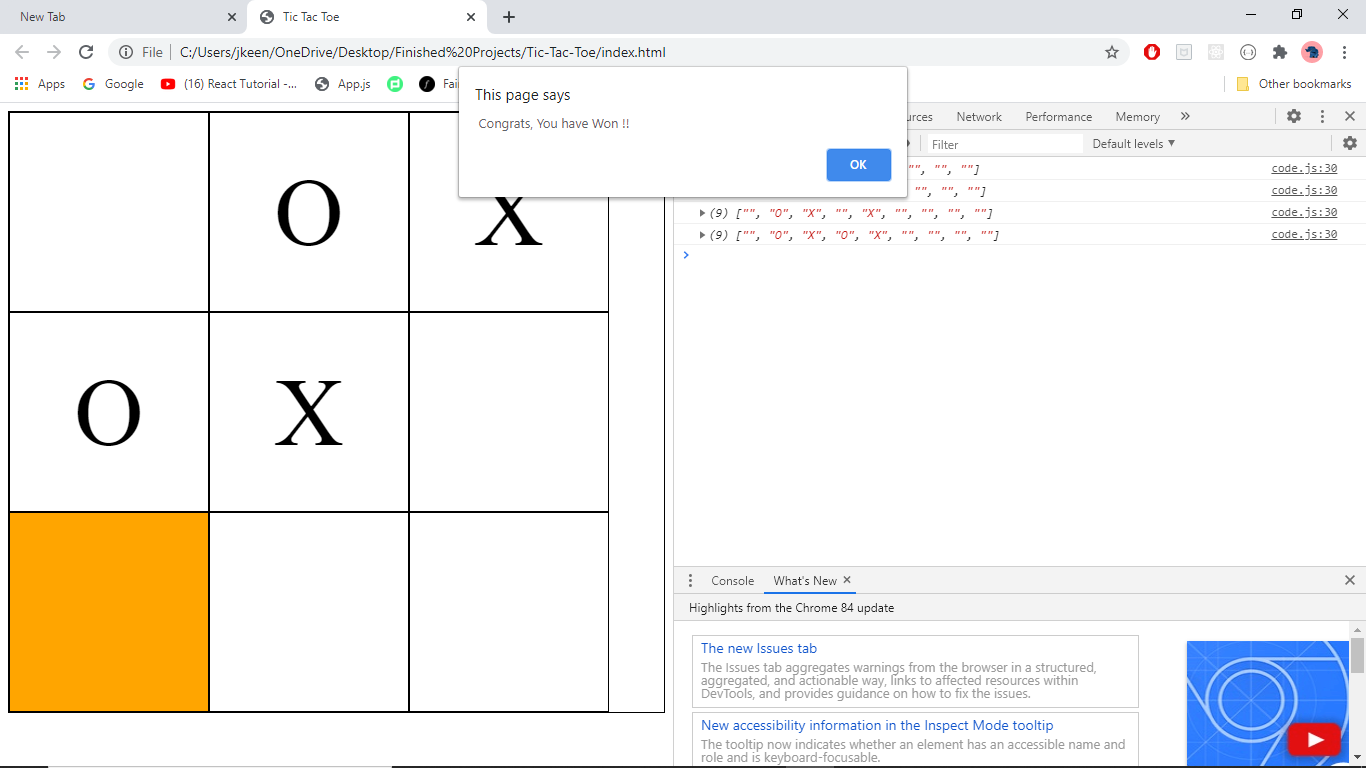 New Tab
Tic Tac Toe
File
C:/Users/jkeen/OneDrive/Desktop/Finished%20Projects/Tic-Tac-Toe/index.html
Apps
Google
(16) React Tutorial -...
App.js
Fai
Other bookmarks
This page says
Congrats, You have Won !!
OK
urces
Network
Performance
Memory
Filter
Default levels
"", "", ""]
code.js:30
"", "", ""]
code.js:30
(9) ["", "O", "X", "", "X", "", "", "", ""]
code.js:30
(9) ["", "O", "X", "O", "X", "", "", "", ""]
code.js:30
O
X
O
X
Console
What's New
Highlights from the Chrome 84 update
The new Issues tab
The Issues tab aggregates warnings from the browser in a structured,
aggregated, and actionable way, links to affected resources within
DevTools, and provides guidance on how to fix the issues.
New accessibility information in the Inspect Mode tooltip
The tooltip now indicates whether an element has an accessible name and
role and is keyboard-focusable.